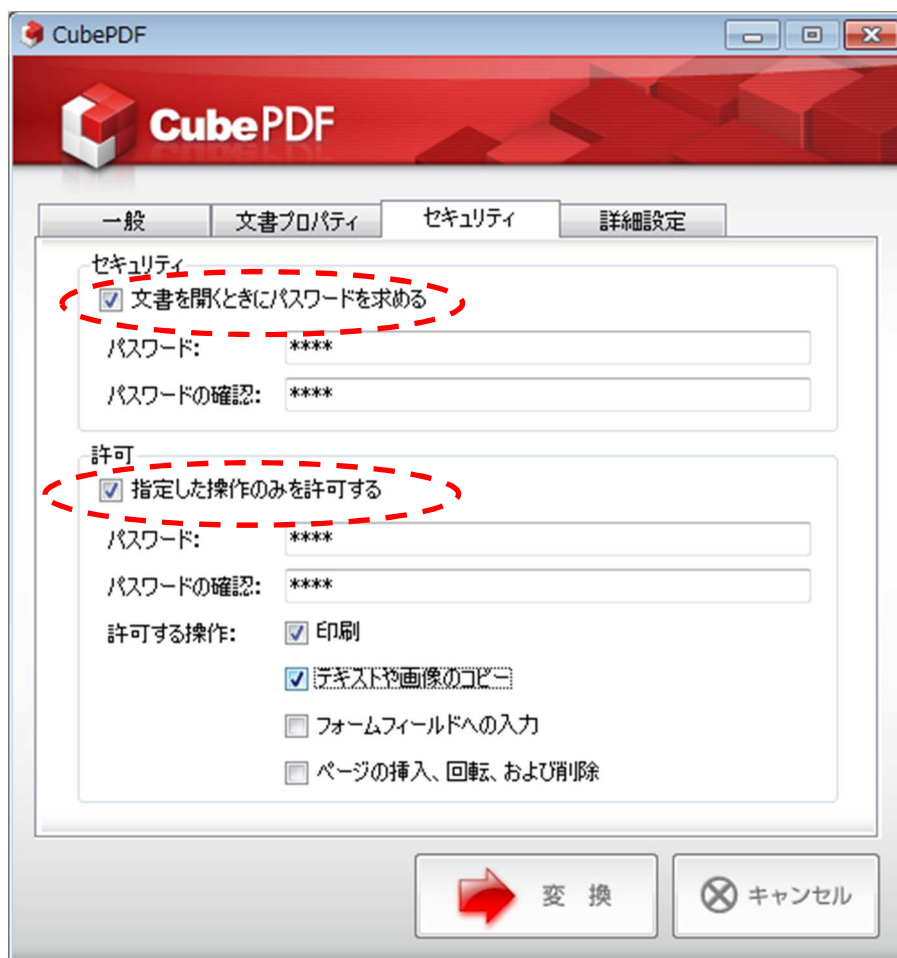 CubePDF
CubePDF
一般 文書プロパティ セキュリティ 詳細設定
セキュリティ
文書を開くときにパスワードを求める
パスワード: ****
パスワードの確認: ****
許可
指定した操作のみを許可する
パスワード: ****
パスワードの確認: ****
許可する操作: 印刷
テキストや画像のコピー
フォームフィールドへの入力
ページの挿入、回転、および削除
変 換 キャンセル